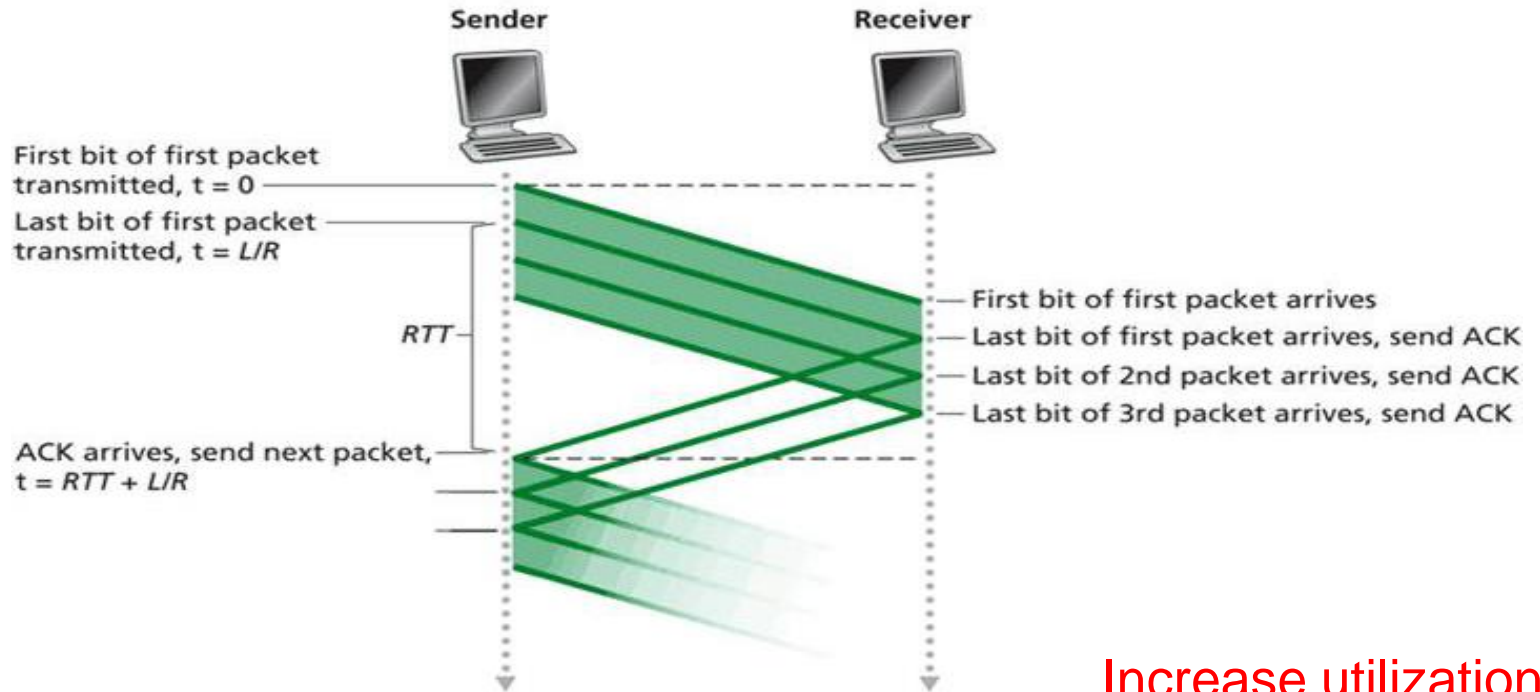 Sender
Receiver
First bit of first packet
transmitted, t = 0
Last bit of first packet
transmitted, t = L/R
First bit of first packet arrives
Last bit of first packet arrives, send ACK
RTT
Last bit of 2nd packet arrives, send ACK
Last bit of 3rd packet arrives, send ACK
ACK arrives, send next packet,
t = RTT + L/R
Increase utilization